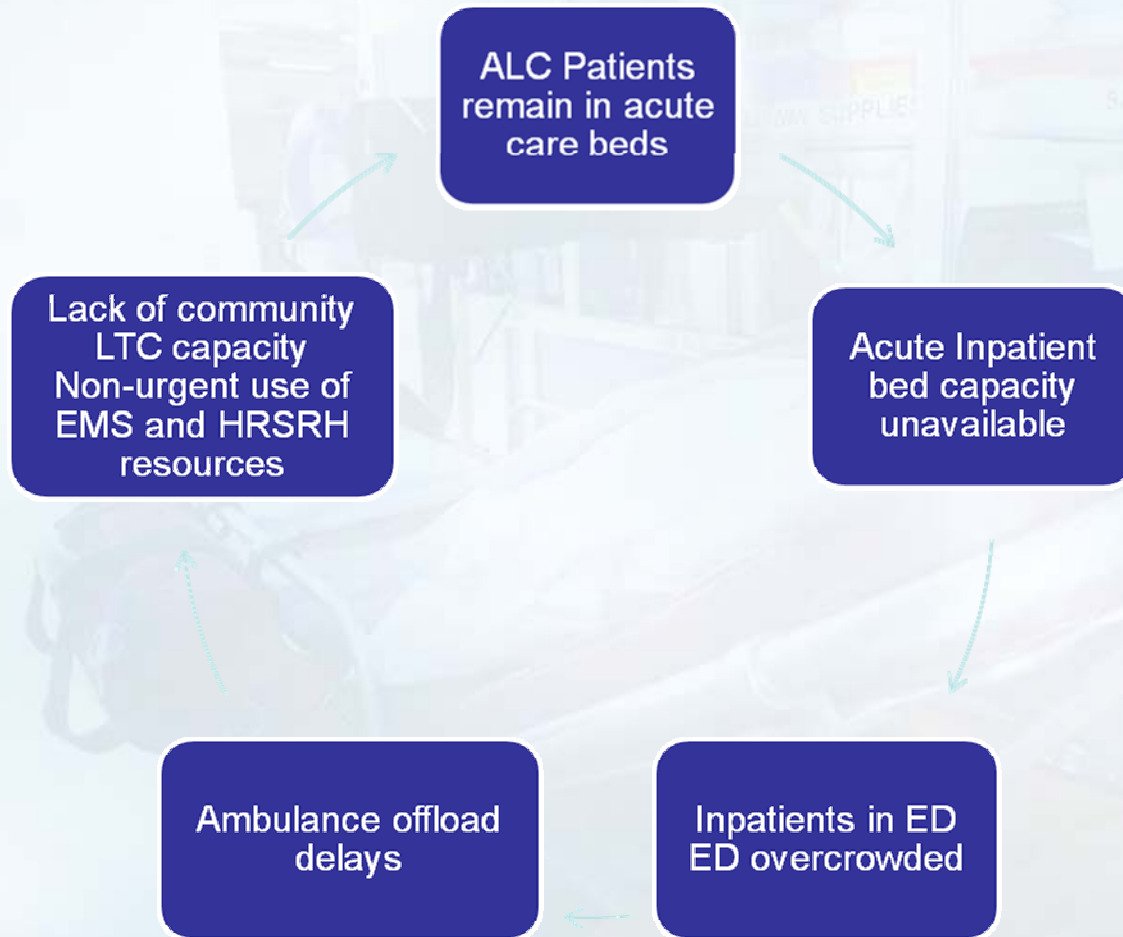 ALC Patients
remain in acute
care beds
Acute Inpatient
bed capacity
unavailable
Inpatients in ED
ED overcrowded
Ambulance offload
delays
Lack of community
LTC capacity
Non-urgent use of
EMS and HRSRH
resources
SUPPLIES